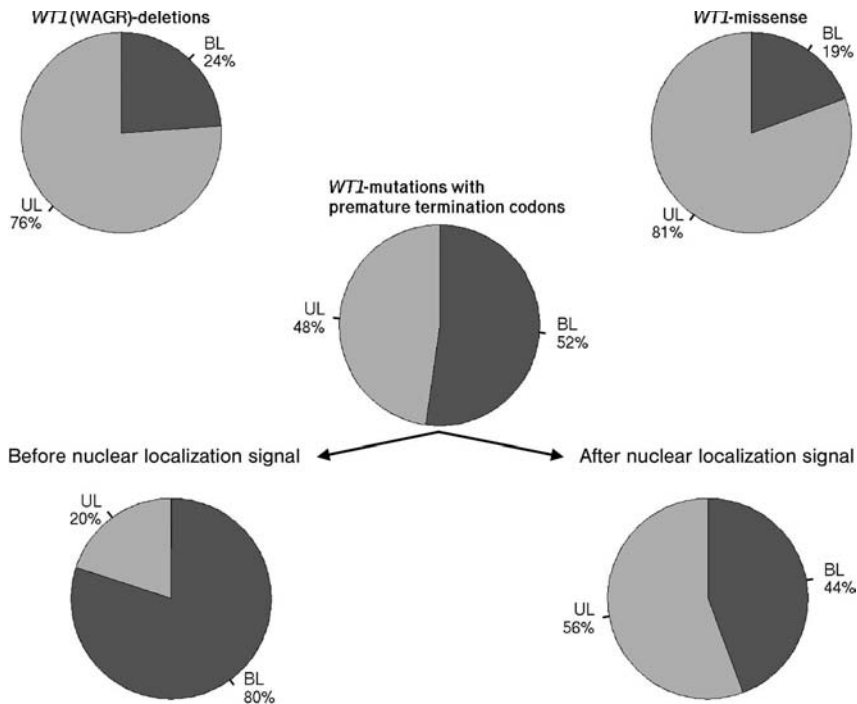 WT1 (WAGR)-deletions
BL
24%
UL
76%
WT1-missense
BL
19%
UL
81%
WT1-mutations with
premature termination codons
UL
48%
BL
52%
Before nuclear localization signal
UL
20%
BL
80%
After nuclear localization signal
BL
44%
UL
56%